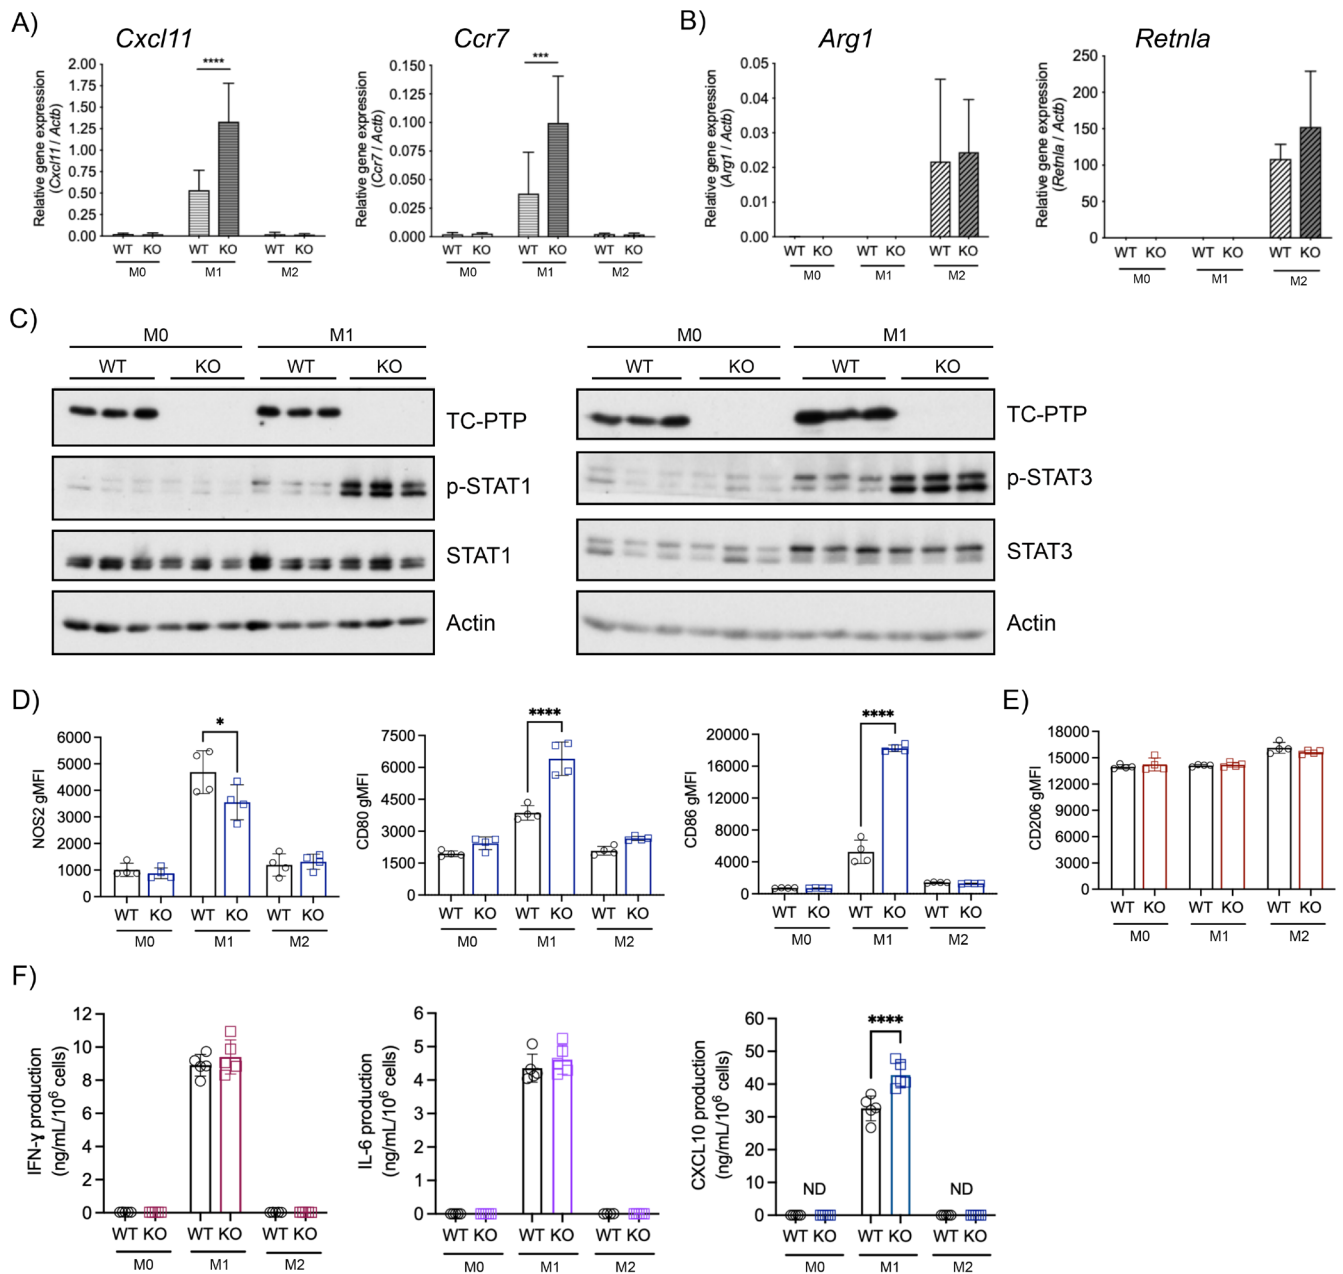 A)
Cxcl11
Relative gene expression
(Cxcl11 / Actb)
2.00
1.75
1.50
1.25
1.00
0.75
0.50
0.25
0.00
****
WT KO WT KO WT KO
M0 M1 M2
Ccr7
Relative gene expression
(Ccr7 / Actb)
0.150
0.125
0.100
0.075
0.050
0.025
0.000
***
WT KO WT KO WT KO
M0 M1 M2
B)
Arg1
Relative gene expression
(Arg1 / Actb)
0.05
0.04
0.03
0.02
0.01
0.00
WT KO WT KO WT KO
M0 M1 M2
Retnla
Relative gene expression
(Retnla / Actb)
250
200
150
100
50
0
WT KO WT KO WT KO
M0 M1 M2
C)
M0 M1
WT KO WT KO
TC-PTP
p-STAT1
STAT1
Actin
M0 M1
WT KO WT KO
TC-PTP
p-STAT3
STAT3
Actin
D)
NOS2 gMFI
6000
5000
4000
3000
2000
1000
0
*
WT KO WT KO WT KO
M0 M1 M2
CD80 gMFI
7500
6000
4500
3000
1500
0
****
WT KO WT KO WT KO
M0 M1 M2
CD86 gMFI
20000
16000
12000
8000
4000
0
****
WT KO WT KO WT KO
M0 M1 M2
E)
CD206 gMFI
18000
15000
12000
9000
6000
3000
0
WT KO WT KO WT KO
M0 M1 M2
F)
IFN-γ production
(ng/mL/10⁶ cells)
12
10
8
6
4
2
0
WT KO WT KO WT KO
M0 M1 M2
IL-6 production
(ng/mL/10⁶ cells)
6
5
4
3
2
1
0
WT KO WT KO WT KO
M0 M1 M2
CXCL10 production
(ng/mL/10⁶ cells)
60
50
40
30
20
10
0
****
ND ND
WT KO WT KO WT KO
M0 M1 M2